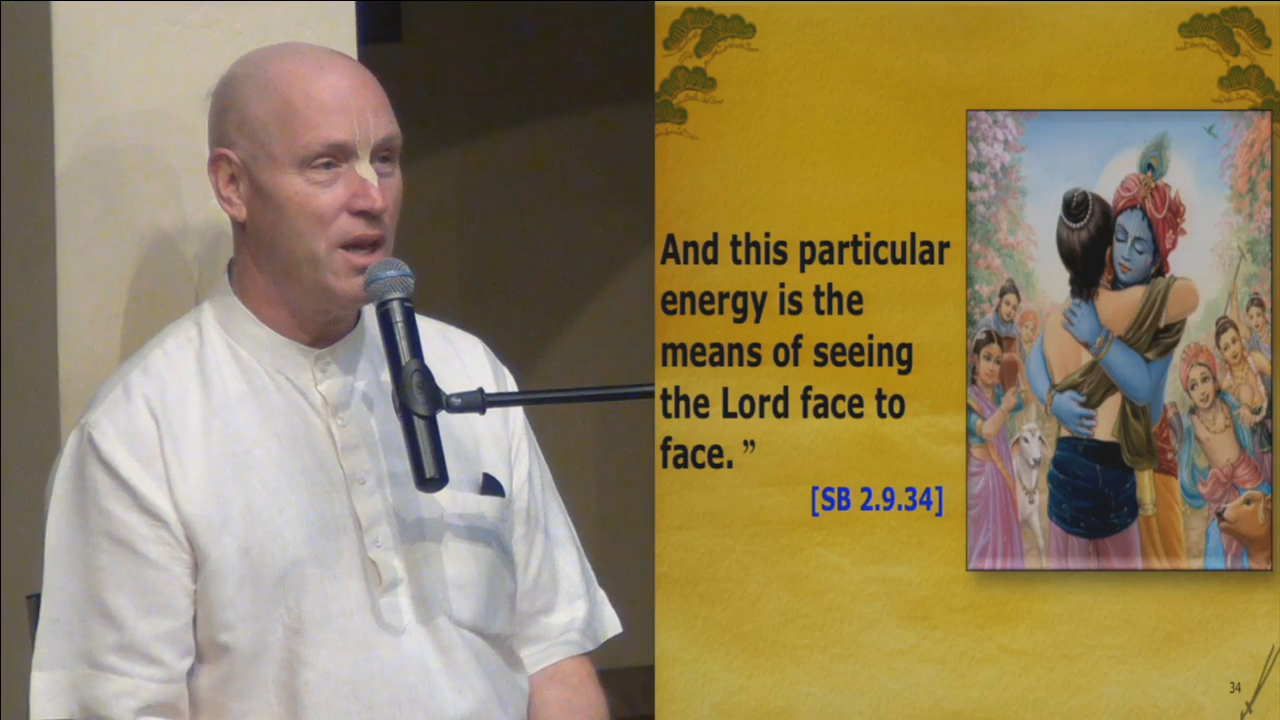 And this particular
energy is the
means of seeing
the Lord face to
face. ”
[SB 2.9.34]
34